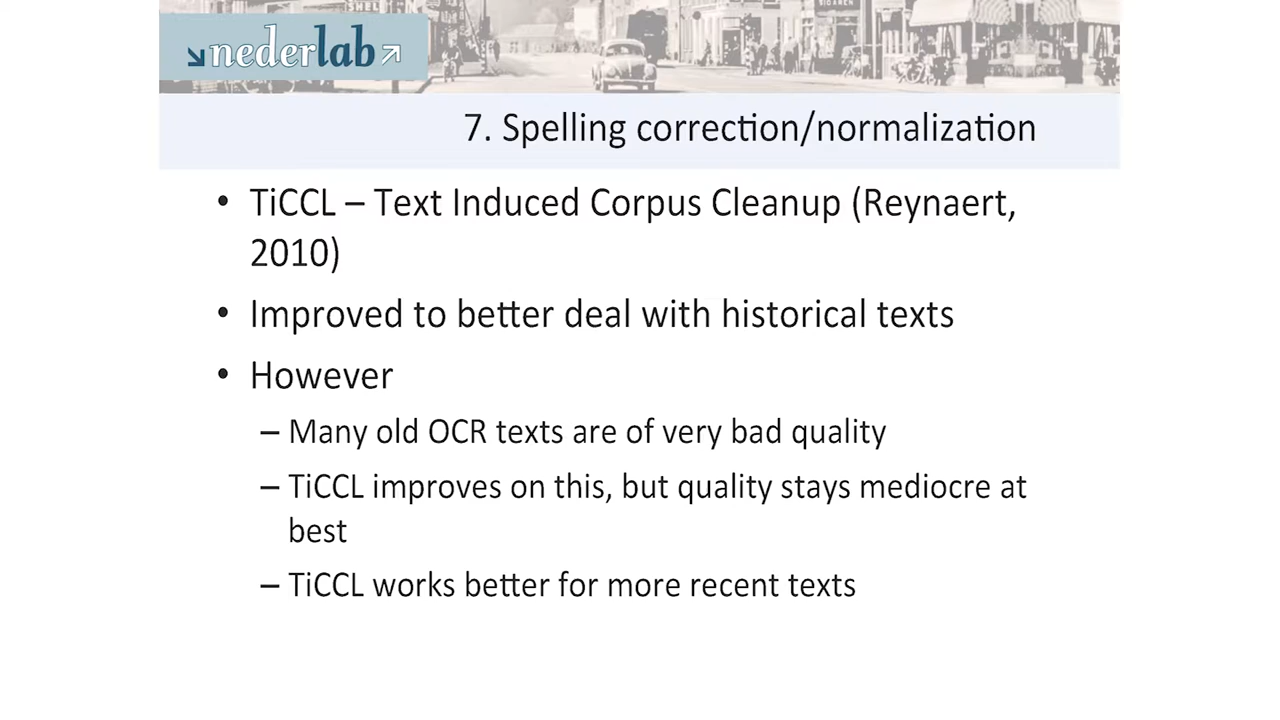 SHEL
nederlab
7. Spelling correction/normalization
• TiCCL – Text Induced Corpus Cleanup (Reynaert,
2010)
• Improved to better deal with historical texts
• However
– Many old OCR texts are of very bad quality
– TiCCL improves on this, but quality stays mediocre at
best
– TiCCL works better for more recent texts